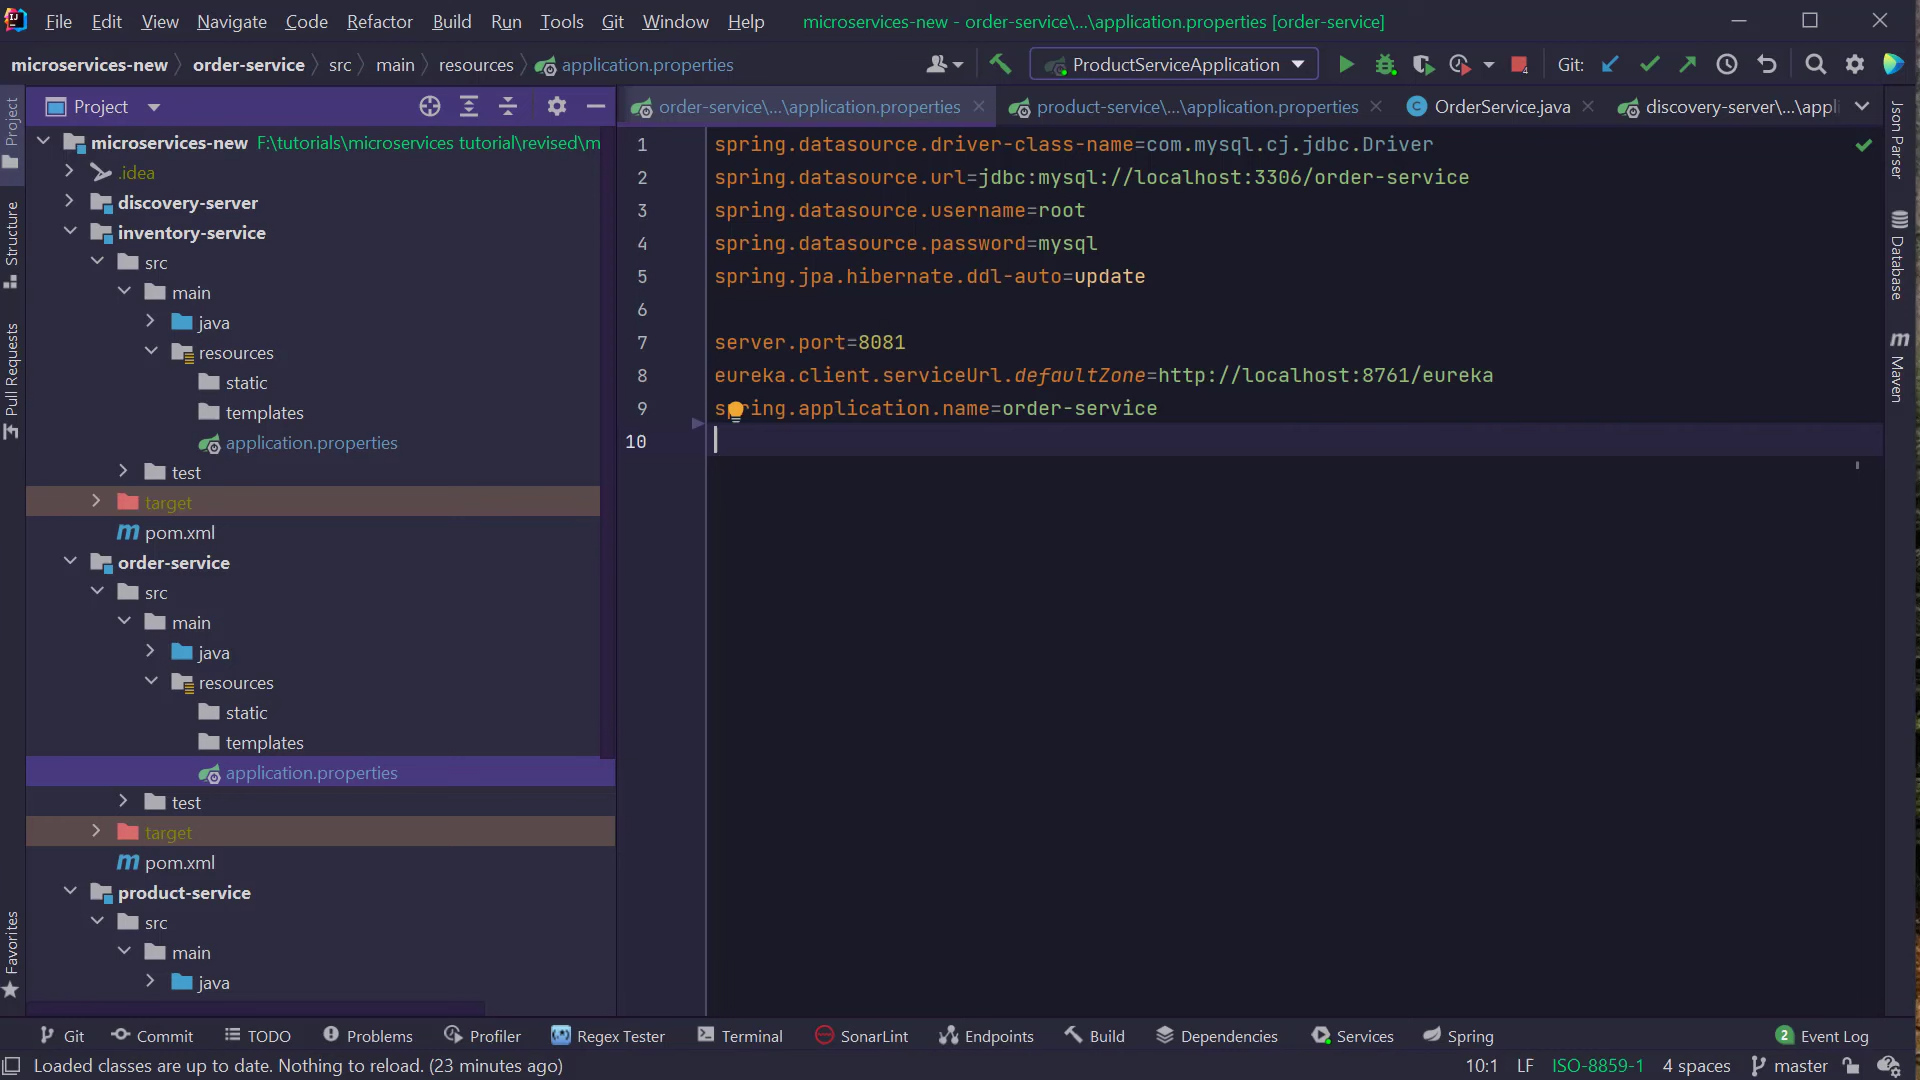 File Edit View Navigate Code Refactor Build Run Tools Git Window Help microservices-new - order-service\...\application.properties [order-service]
microservices-new order-service src main resources application.properties ProductServiceApplication Git:
Project order-service\...\application.properties product-service\...\application.properties OrderService.java discovery-server\...\appli
microservices-new F:\tutorials\microservices tutorial\revised\m
.idea
discovery-server
inventory-service
src
main
java
resources
static
templates
application.properties
test
target
pom.xml
order-service
src
main
java
resources
static
templates
application.properties
test
target
pom.xml
product-service
src
main
java
1 spring.datasource.driver-class-name=com.mysql.cj.jdbc.Driver
2 spring.datasource.url=jdbc:mysql://localhost:3306/order-service
3 spring.datasource.username=root
4 spring.datasource.password=mysql
5 spring.jpa.hibernate.ddl-auto=update
6
7 server.port=8081
8 eureka.client.serviceUrl.defaultZone=http://localhost:8761/eureka
9 spring.application.name=order-service
10
Project
Structure
Pull Requests
Favorites
Json Parser
Database
m Maven
Git Commit TODO Problems Profiler Regex Tester Terminal SonarLint Endpoints Build Dependencies Services Spring 2 Event Log
Loaded classes are up to date. Nothing to reload. (23 minutes ago) 10:1 LF ISO-8859-1 4 spaces master